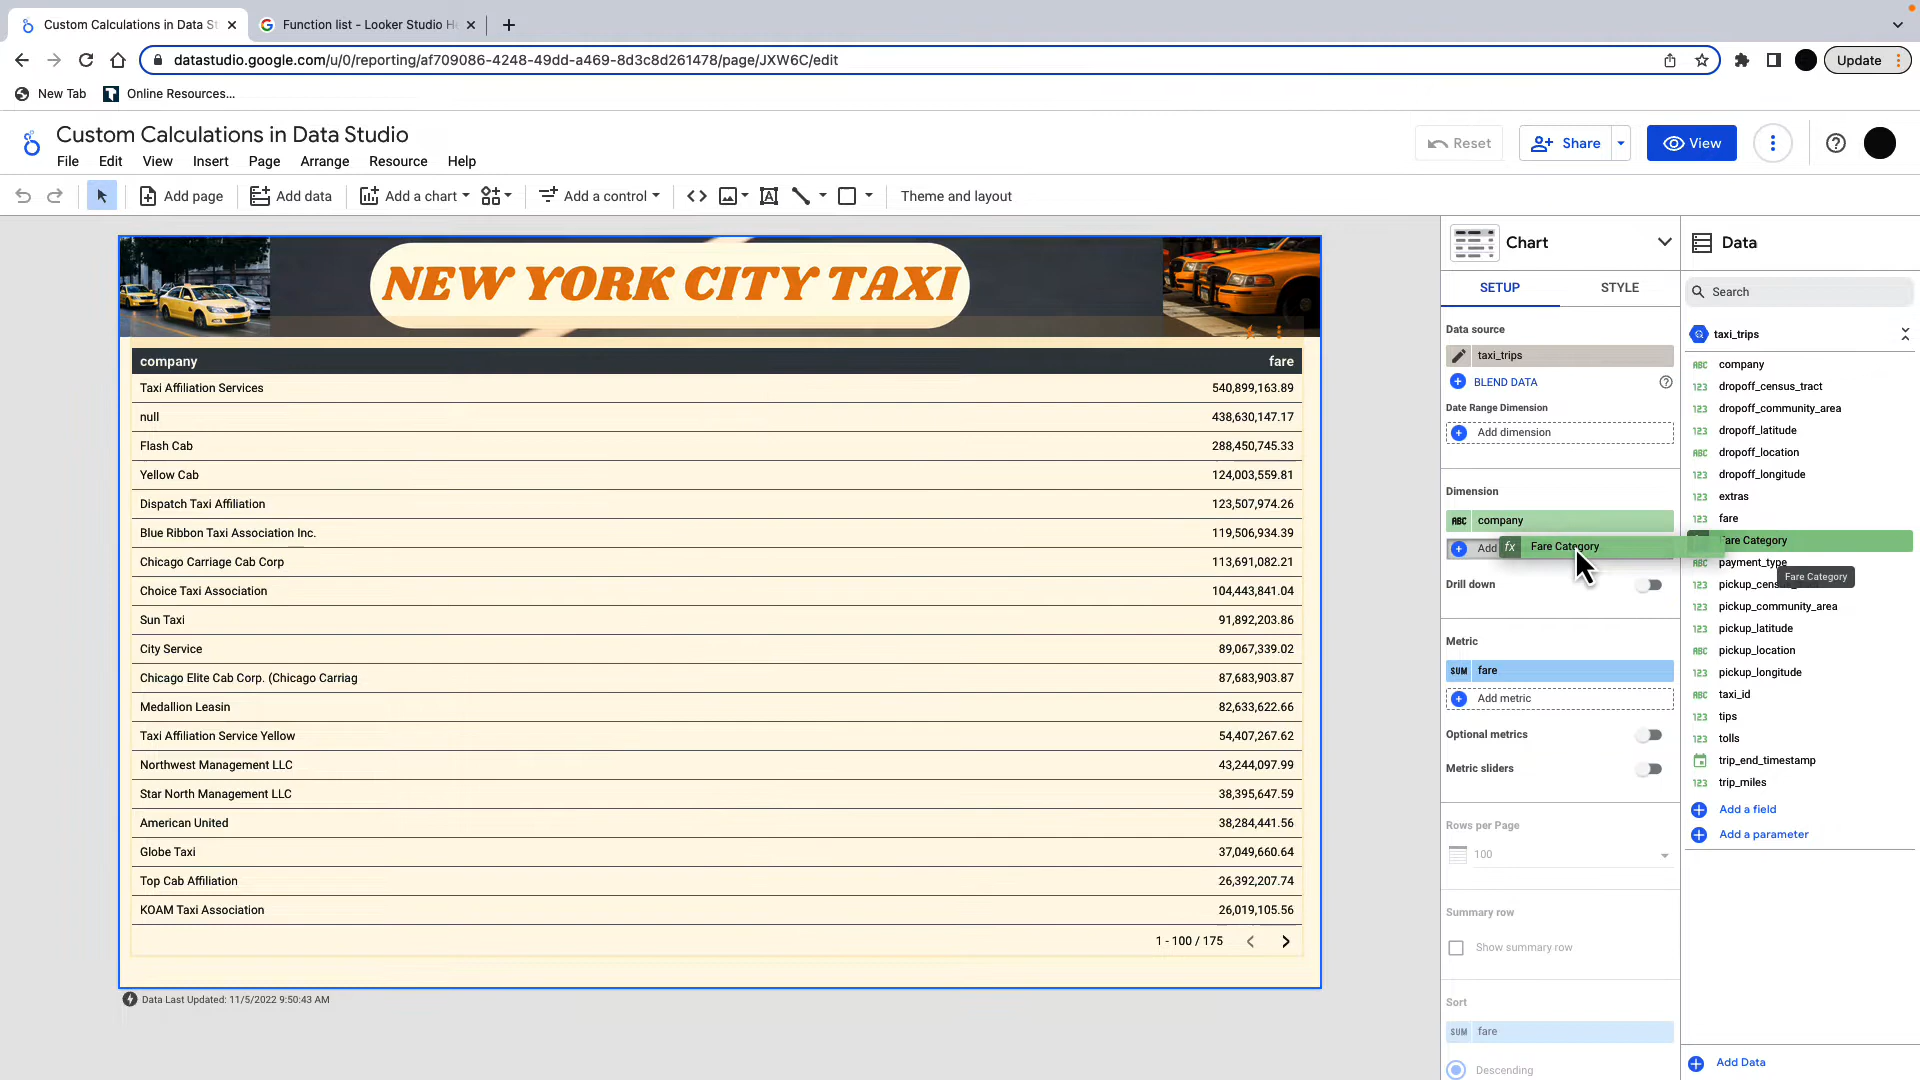 Custom Calculations in Data St
Function list - Looker Studio He
datastudio.google.com/u/0/reporting/af709086-4248-49dd-a469-8d3c8d261478/page/JXW6C/edit
Update
New Tab
Online Resources...
Custom Calculations in Data Studio
File Edit View Insert Page Arrange Resource Help
Reset
Share
View
Add page
Add data
Add a chart
Add a control
Theme and layout
NEW YORK CITY TAXI
company fare
Taxi Affiliation Services 540,899,163.89
null 438,630,147.17
Flash Cab 288,450,745.33
Yellow Cab 124,003,559.81
Dispatch Taxi Affiliation 123,507,974.26
Blue Ribbon Taxi Association Inc. 119,506,934.39
Chicago Carriage Cab Corp 113,691,082.21
Choice Taxi Association 104,443,841.04
Sun Taxi 91,892,203.86
City Service 89,067,339.02
Chicago Elite Cab Corp. (Chicago Carriag 87,683,903.87
Medallion Leasin 82,633,622.66
Taxi Affiliation Service Yellow 54,407,267.62
Northwest Management LLC 43,244,097.99
Star North Management LLC 38,395,647.59
American United 38,284,441.56
Globe Taxi 37,049,660.64
Top Cab Affiliation 26,392,207.74
KOAM Taxi Association 26,019,105.56
1 - 100 / 175
Data Last Updated: 11/5/2022 9:50:43 AM
Chart
SETUP STYLE
Data source
taxi_trips
BLEND DATA
Date Range Dimension
Add dimension
Dimension
ABC company
Add
fx Fare Category
Drill down
Metric
SUM fare
Add metric
Optional metrics
Metric sliders
Rows per Page
100
Summary row
Show summary row
Sort
SUM fare
Descending
Data
Search
taxi_trips
ABC company
123 dropoff_census_tract
123 dropoff_community_area
123 dropoff_latitude
ABC dropoff_location
123 dropoff_longitude
123 extras
123 fare
Fare Category
ABC payment_type
Fare Category
123 pickup_cens
123 pickup_community_area
123 pickup_latitude
ABC pickup_location
123 pickup_longitude
ABC taxi_id
123 tips
123 tolls
trip_end_timestamp
123 trip_miles
Add a field
Add a parameter
Add Data